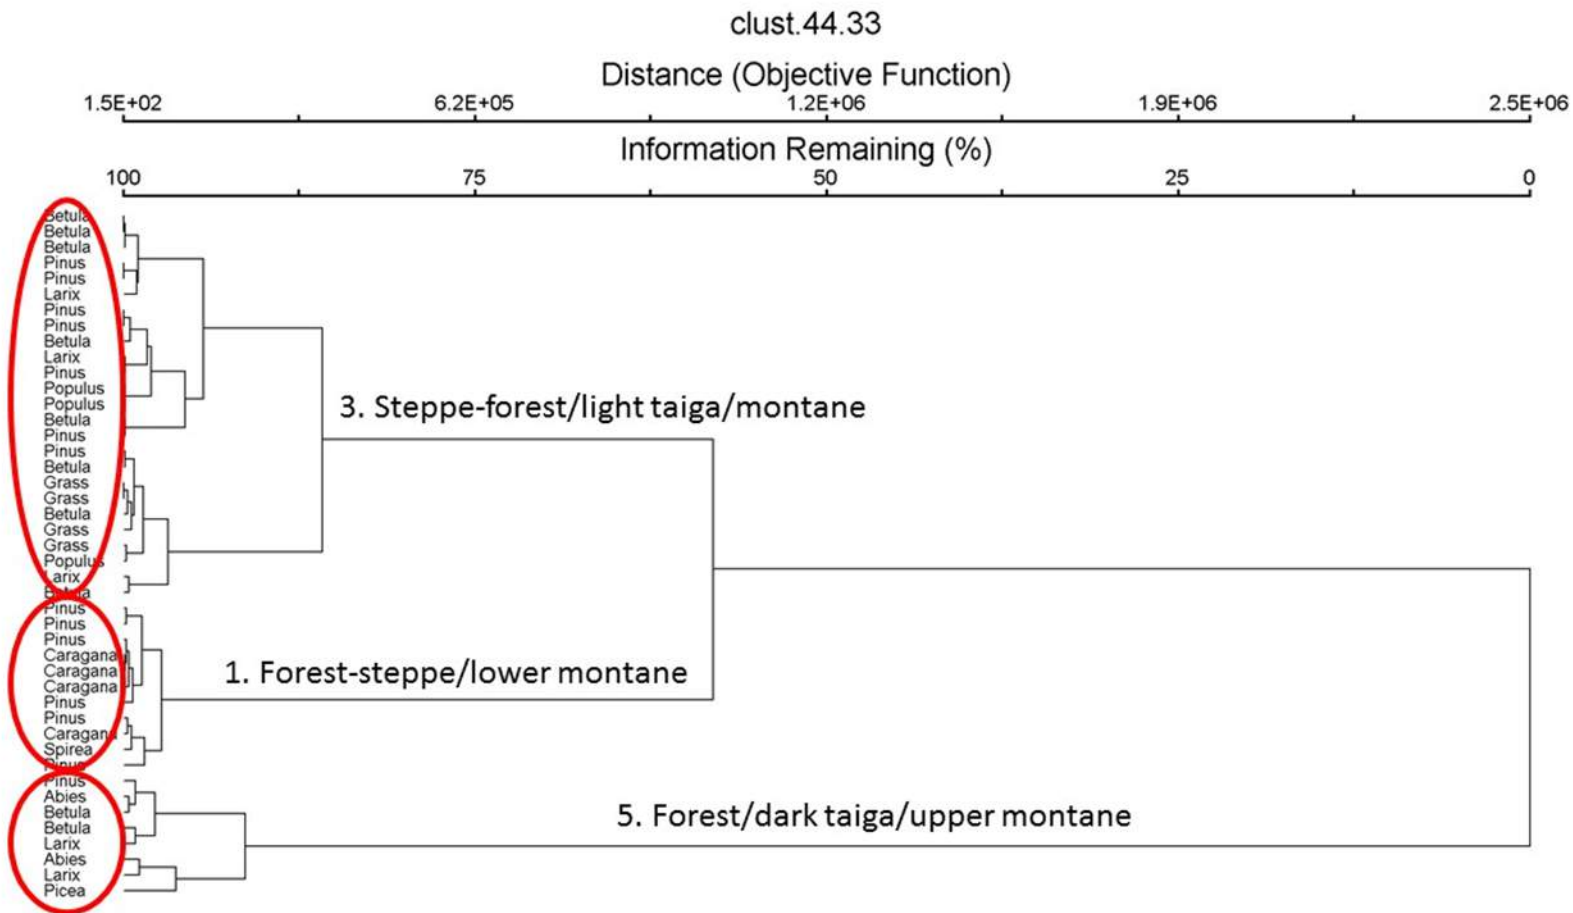 clust.44.33
Distance (Objective Function)
1.5E+02 6.2E+05 1.2E+06 1.9E+06 2.5E+06
Information Remaining (%)
100 75 50 25 0
Betula
Betula
Betula
Pinus
Pinus
Larix
Pinus
Pinus
Betula
Larix
Pinus
Populus
Populus
Betula
Pinus
Pinus
Betula
Grass
Grass
Betula
Grass
Grass
Populus
Larix
Betula
3. Steppe-forest/light taiga/montane
Pinus
Pinus
Pinus
Caragana
Caragana
Caragana
Pinus
Pinus
Caragana
Spirea
Pinus
1. Forest-steppe/lower montane
Pinus
Abies
Betula
Betula
Larix
Abies
Larix
Picea
5. Forest/dark taiga/upper montane